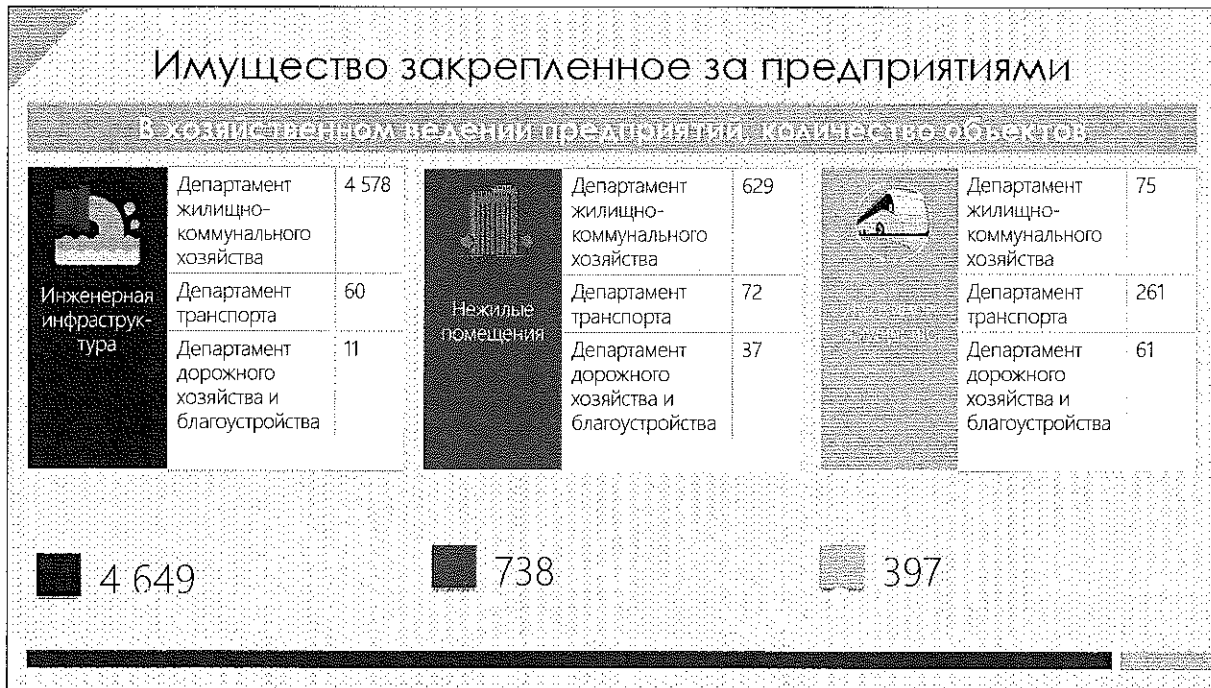 Имущество закрепленное за предприятиями
В хозяйственном ведении предприятий, количество объектов
Инженерная
инфраструк-
тура
Департамент 4 578
жилищно-
коммунального
хозяйства
Департамент 60
транспорта
Департамент 11
дорожного
хозяйства и
благоустройства
Нежилые
помещения
Департамент 629
жилищно-
коммунального
хозяйства
Департамент 72
транспорта
Департамент 37
дорожного
хозяйства и
благоустройства
Департамент 75
жилищно-
коммунального
хозяйства
Департамент 261
транспорта
Департамент 61
дорожного
хозяйства и
благоустройства
4 649
738
397